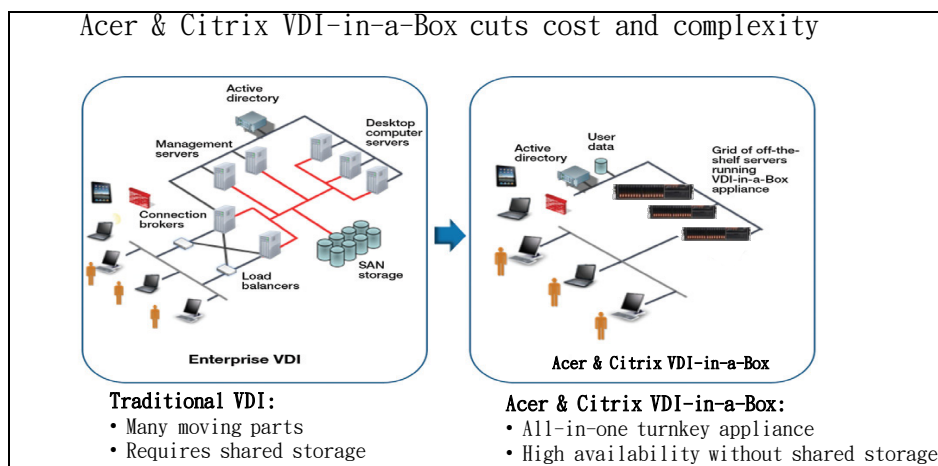 Acer & Citrix VDI-in-a-Box cuts cost and complexity
Active
directory
Management
servers
Desktop
computer
servers
Connection
brokers
Load
balancers
SAN
storage
Enterprise VDI
Active
directory
User
data
Grid of off-the-
shelf servers
running
VDI-in-a-Box
appliance
Acer & Citrix VDI-in-a-Box
Traditional VDI:
• Many moving parts
• Requires shared storage
Acer & Citrix VDI-in-a-Box:
• All-in-one turnkey appliance
• High availability without shared storage